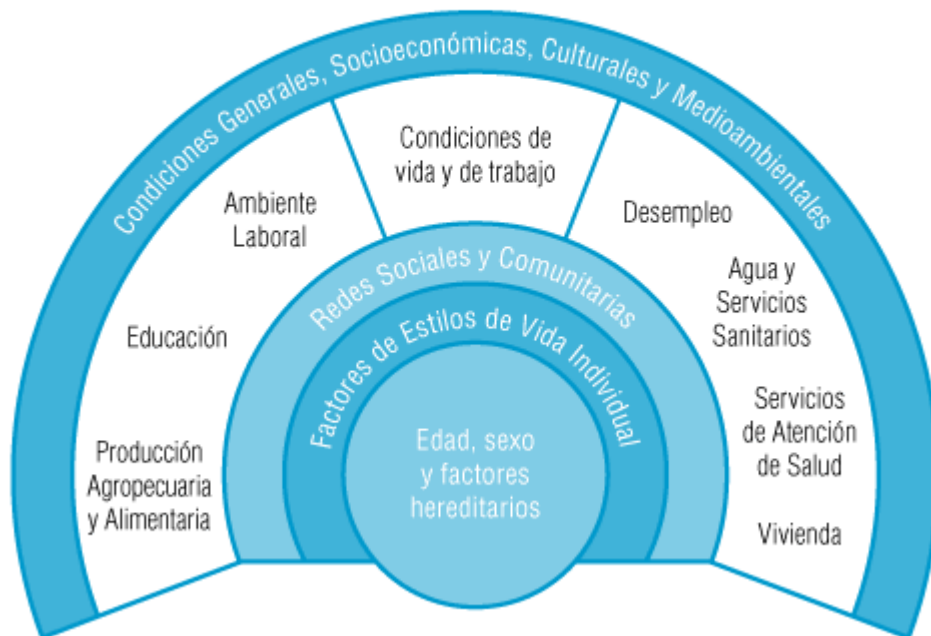 Condiciones Generales, Socioeconómicas, Culturales y Medioambientales
Condiciones de
vida y de trabajo
Ambiente
Laboral
Desempleo
Redes Sociales y Comunitarias
Agua y
Servicios
Sanitarios
Educación
Factores de Estilos de Vida Individual
Servicios
de Atención
de Salud
Edad, sexo
y factores
hereditarios
Producción
Agropecuaria
y Alimentaria
Vivienda